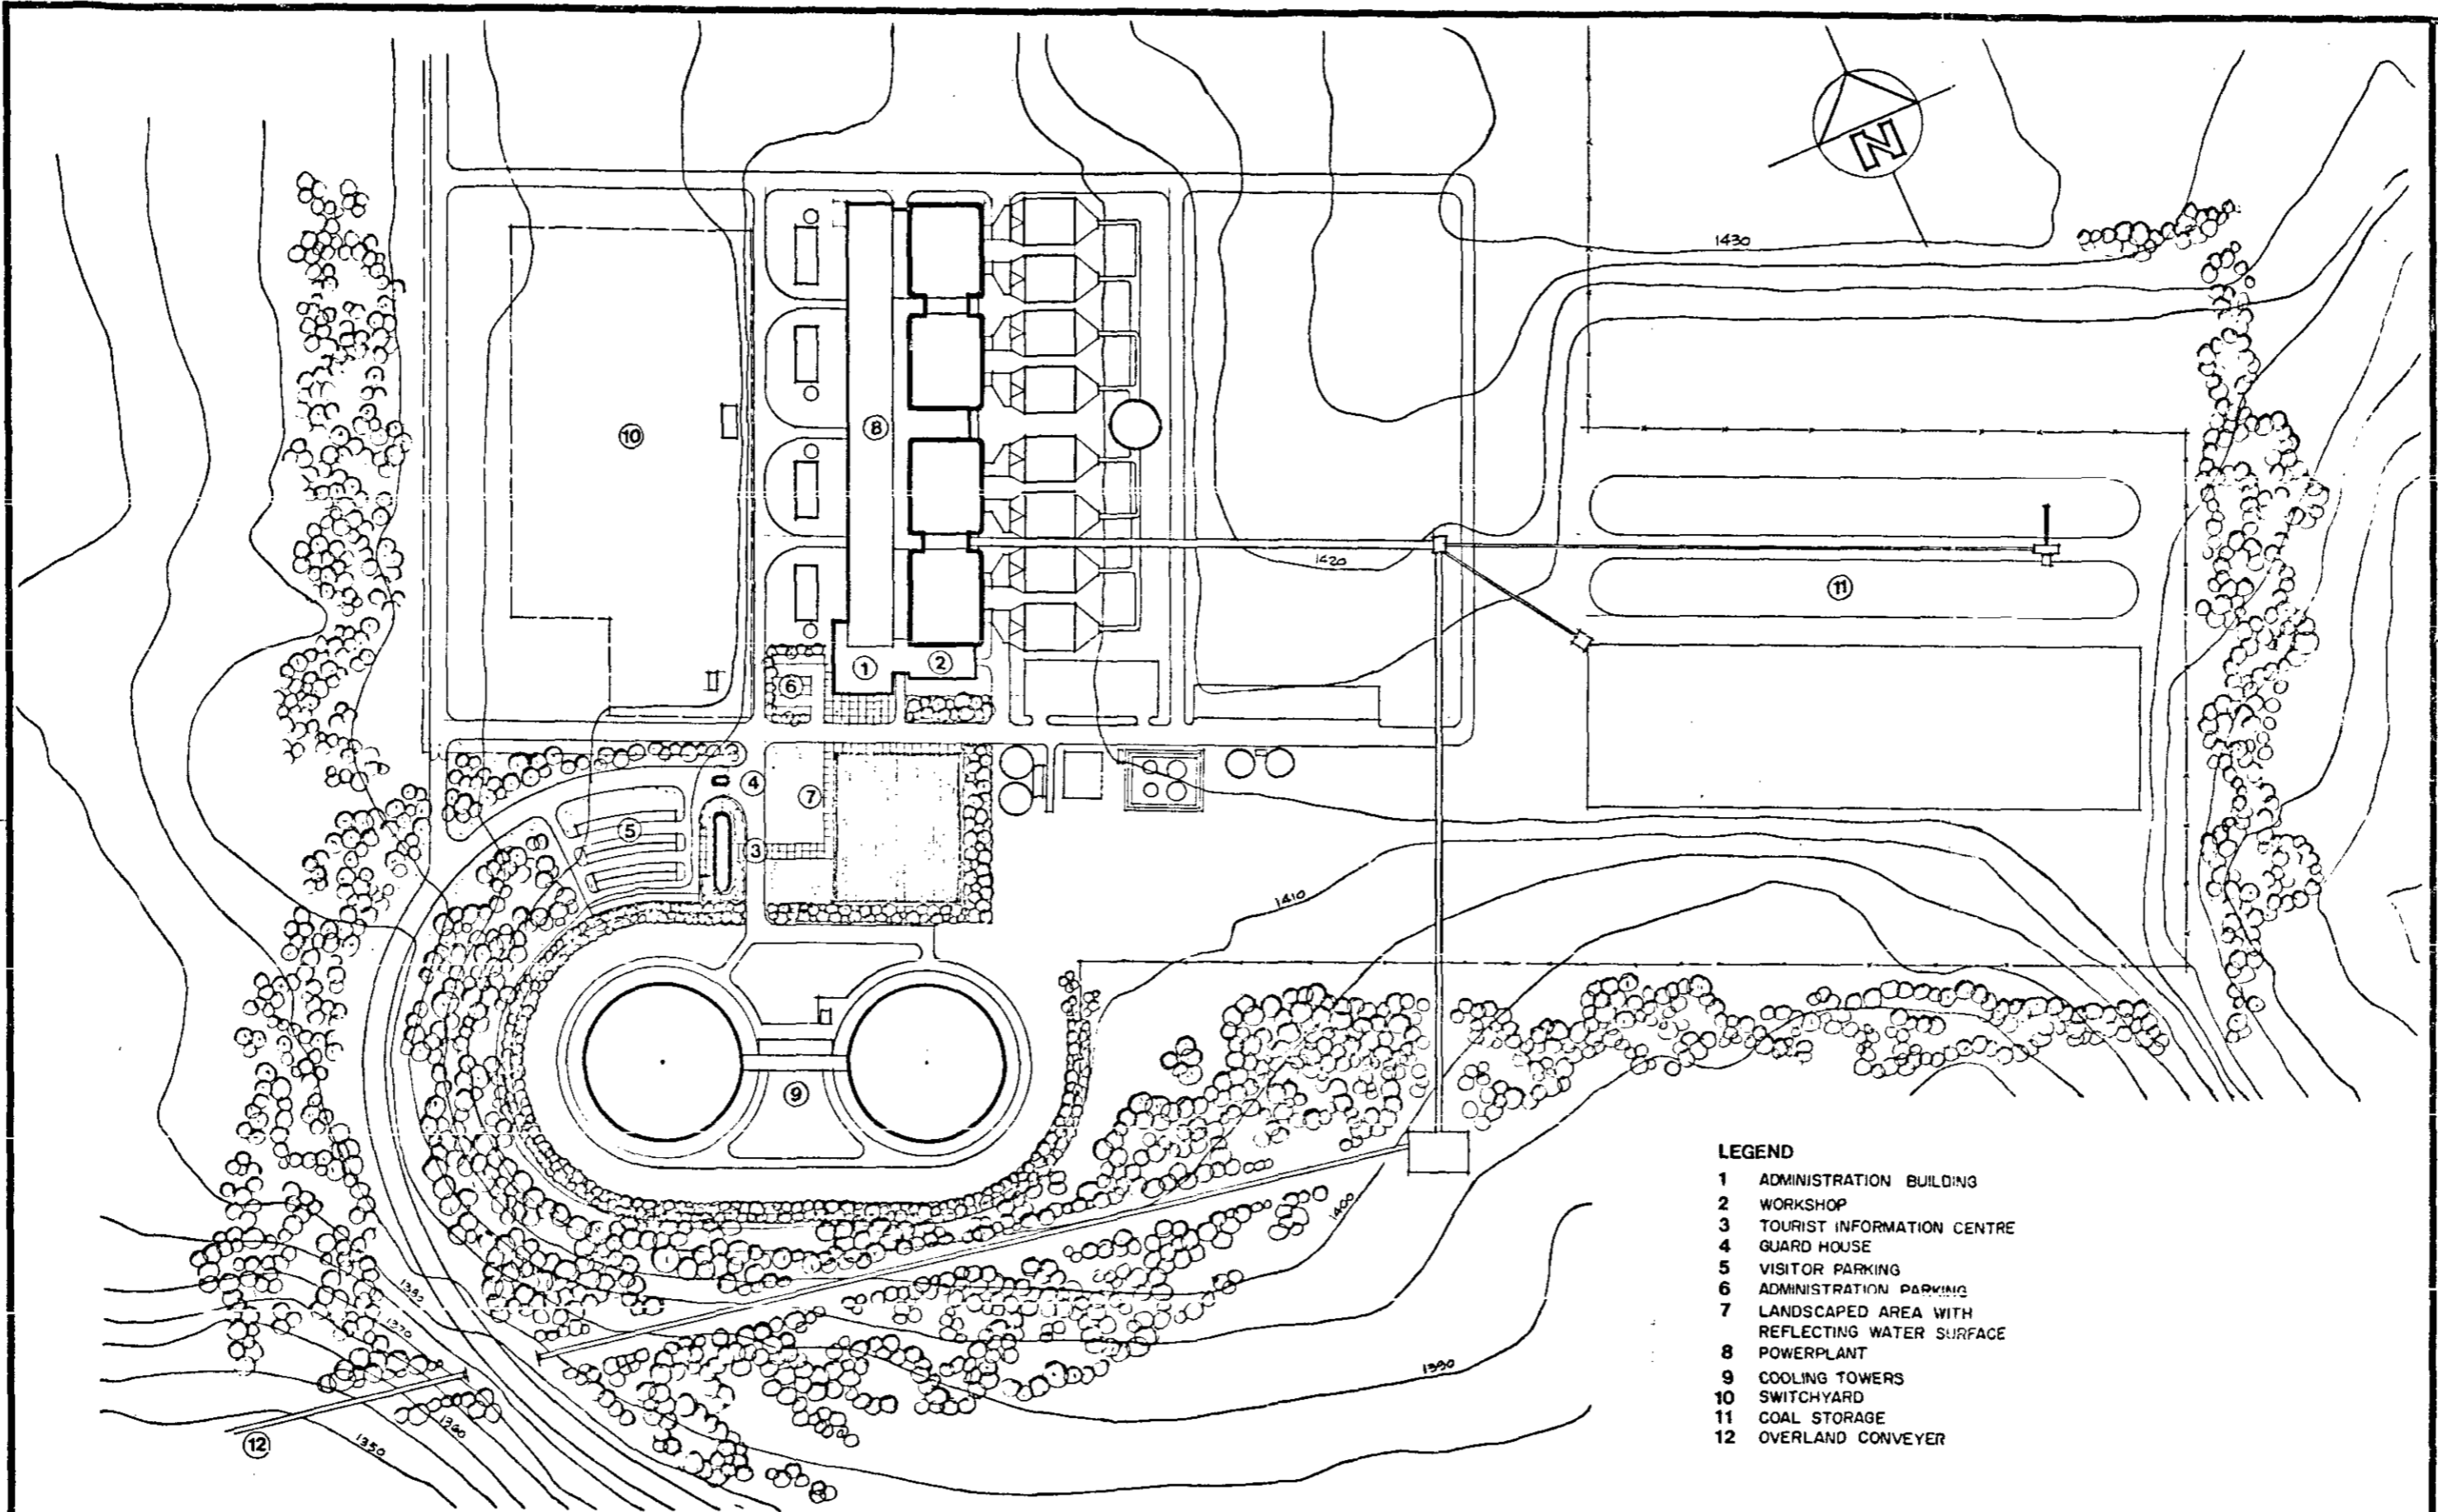 N
1430
10
8
1420
11
1
2
6
4
7
5
3
1410
9
1400
1380
1370
1390
1360
1350
12
LEGEND
1 ADMINISTRATION BUILDING
2 WORKSHOP
3 TOURIST INFORMATION CENTRE
4 GUARD HOUSE
5 VISITOR PARKING
6 ADMINISTRATION PARKING
7 LANDSCAPED AREA WITH
REFLECTING WATER SURFACE
8 POWERPLANT
9 COOLING TOWERS
10 SWITCHYARD
11 COAL STORAGE
12 OVERLAND CONVEYER